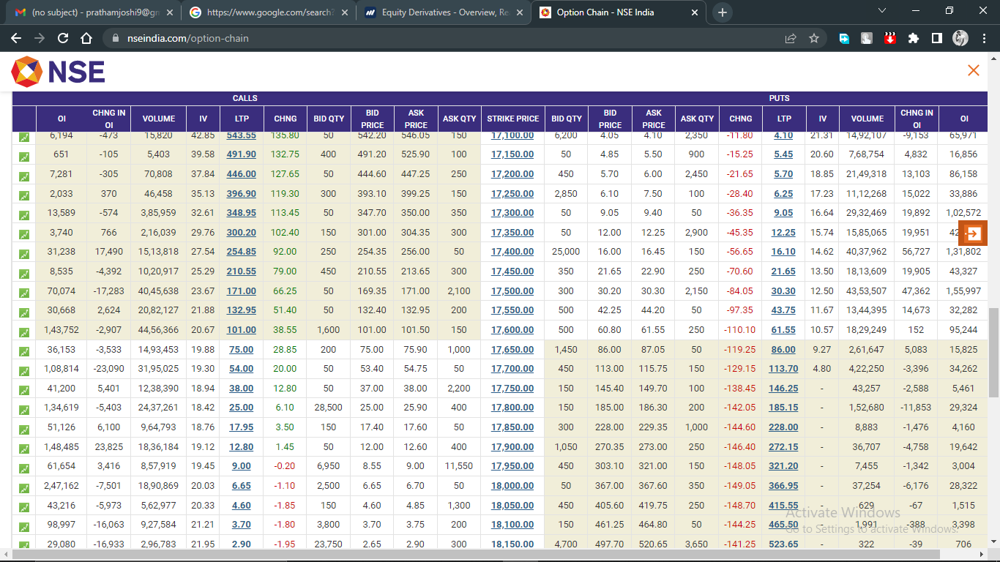 (no subject) - prathamjoshi9@gm
https://www.google.com/search?
Equity Derivatives - Overview, Re
Option Chain - NSE India
nseindia.com/option-chain
NSE
CALLS PUTS
OI CHNG IN OI VOLUME IV LTP CHNG BID QTY BID PRICE ASK PRICE ASK QTY STRIKE PRICE BID QTY BID PRICE ASK PRICE ASK QTY CHNG LTP IV VOLUME CHNG IN OI OI
6,194 -473 15,820 42.85 543.55 135.80 50 542.20 546.05 150 17,100.00 6,200 4.05 4.10 2,350 -11.80 4.10 21.31 14,92,107 -9,153 65,971
651 -105 5,403 39.58 491.90 132.75 400 491.20 525.90 100 17,150.00 50 4.85 5.50 900 -15.25 5.45 20.60 7,68,754 4,832 16,856
7,281 -305 70,808 37.84 446.00 127.65 50 444.60 447.25 250 17,200.00 450 5.70 6.00 2,450 -21.65 5.70 18.85 21,49,318 13,103 86,158
2,033 370 46,458 35.13 396.90 119.30 300 393.10 399.25 150 17,250.00 2,850 6.10 7.50 100 -28.40 6.25 17.23 11,12,268 15,022 33,886
13,589 -574 3,85,959 32.61 348.95 113.45 50 347.70 350.00 350 17,300.00 50 9.05 9.40 50 -36.35 9.05 16.64 29,32,469 19,892 1,02,572
3,740 766 2,16,039 29.76 300.20 102.40 150 301.00 304.35 300 17,350.00 50 12.00 12.25 2,900 -45.35 12.25 15.74 15,85,065 19,951 42
31,238 17,490 15,13,818 27.54 254.85 92.00 250 254.35 256.00 50 17,400.00 25,000 16.00 16.45 150 -56.65 16.10 14.62 40,37,962 56,727 1,31,802
8,535 -4,392 10,20,917 25.29 210.55 79.00 450 210.55 213.65 300 17,450.00 350 21.65 22.90 250 -70.60 21.65 13.50 18,13,609 19,905 43,327
70,074 -17,283 40,45,638 23.67 171.00 66.25 50 169.35 171.00 2,100 17,500.00 300 30.20 30.30 2,150 -84.05 30.30 12.50 43,53,507 47,362 1,55,997
30,668 2,624 20,82,127 21.88 132.95 51.40 50 132.40 132.95 200 17,550.00 500 42.25 44.20 50 -97.35 43.75 11.67 13,44,395 14,673 32,282
1,43,752 -2,907 44,56,366 20.67 101.00 38.55 1,600 101.00 101.50 150 17,600.00 500 60.80 61.55 250 -110.10 61.55 10.57 18,29,249 152 95,244
36,153 -3,533 14,93,453 19.88 75.00 28.85 200 75.00 75.90 1,000 17,650.00 1,450 86.00 87.05 50 -119.25 86.00 9.27 2,61,647 5,083 15,825
1,08,814 -23,090 31,95,025 19.30 54.00 20.00 50 53.40 54.75 50 17,700.00 450 113.00 115.75 150 -129.15 113.70 4.80 4,22,250 -3,396 34,262
41,200 5,401 12,38,390 18.94 38.00 12.80 50 37.00 38.00 2,200 17,750.00 150 145.40 149.70 100 -138.45 146.25 - 43,257 -2,588 5,461
1,34,619 -5,403 24,37,261 18.42 25.00 6.10 28,500 25.00 25.90 400 17,800.00 150 185.00 186.30 200 -142.05 185.15 - 1,52,680 -11,853 29,324
51,126 6,100 9,64,793 18.76 17.95 3.50 150 17.40 17.60 50 17,850.00 300 228.00 229.35 1,000 -144.60 228.00 - 8,883 -1,476 4,160
1,48,485 23,825 18,36,184 19.12 12.80 1.45 50 12.00 12.60 400 17,900.00 1,050 270.35 273.00 250 -146.40 272.15 - 36,707 -4,758 19,642
61,654 3,416 8,57,919 19.45 9.00 -0.20 6,950 8.55 9.00 11,550 17,950.00 450 303.10 321.00 150 -148.05 321.20 - 7,455 -1,342 3,004
2,47,162 -7,501 18,90,869 20.03 6.65 -1.10 2,500 6.65 6.70 50 18,000.00 50 367.00 367.60 350 -149.05 366.95 - 37,254 -6,176 28,322
43,216 -5,973 5,62,977 20.33 4.60 -1.85 150 4.60 4.85 1,300 18,050.00 450 405.60 419.75 250 -148.70 415.55 - 629 -67 1,515
98,997 -16,063 9,27,584 21.21 3.70 -1.80 3,800 3.70 3.75 200 18,100.00 150 461.25 464.80 50 -144.25 465.50 - 1,991 -388 3,398
29,080 -16,933 2,96,783 21.95 2.90 -1.95 23,750 2.65 2.90 300 18,150.00 4,700 497.70 520.65 3,650 -141.25 523.65 - 322 -39 706
Activate Windows
Go to Settings to activate Windows.